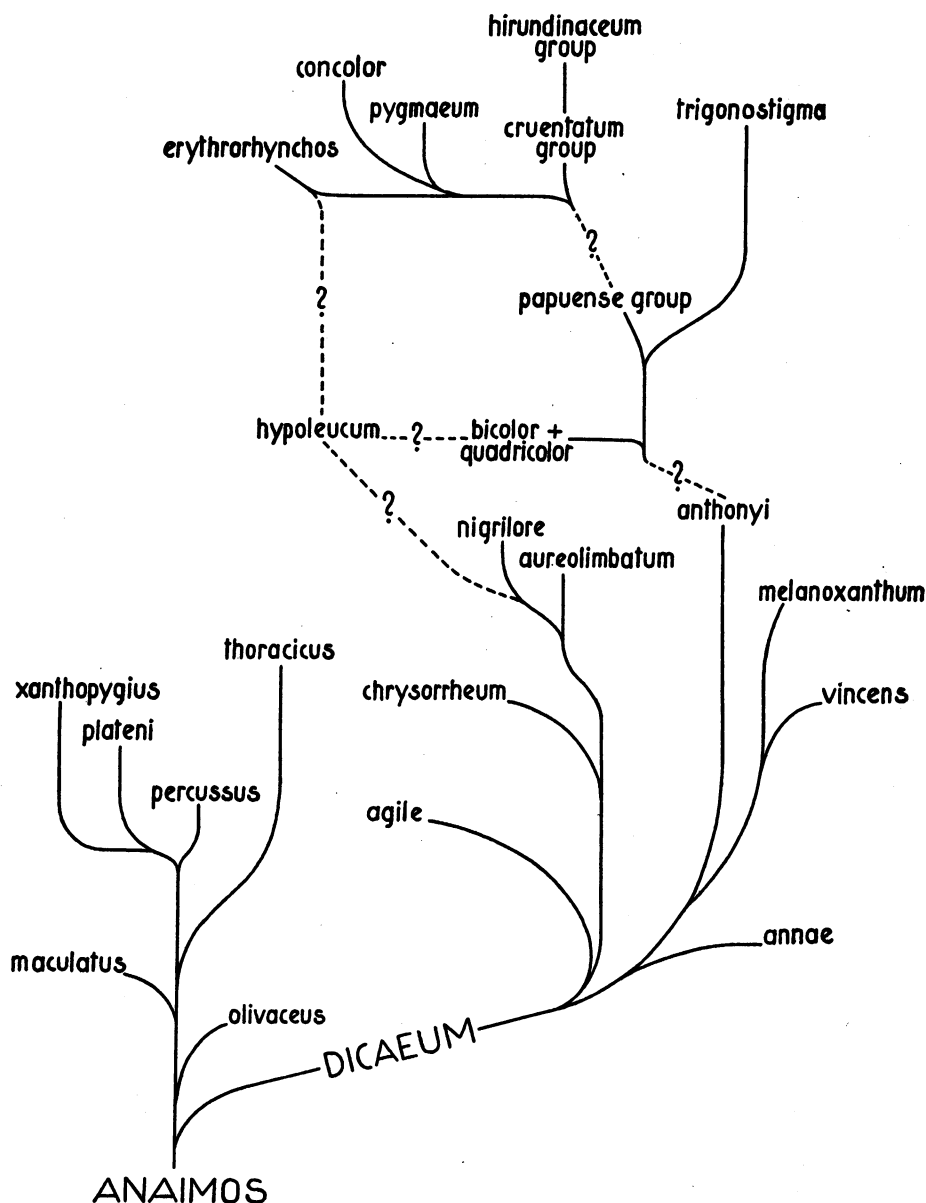 hirundinaceum
group
concolor
pygmaeum
trigonostigma
cruentatum
group
erythrorhynchos
?
?
papuense group
hypoleucum
?
bicolor +
quadricolor
?
anthonyi
?
nigrilore
aureolimbatum
melanoxanthum
thoracicus
xanthopygius
chrysorrheum
vincens
plateni
percussus
agile
annae
maculatus
olivaceus
DICAEUM
ANAIMOS